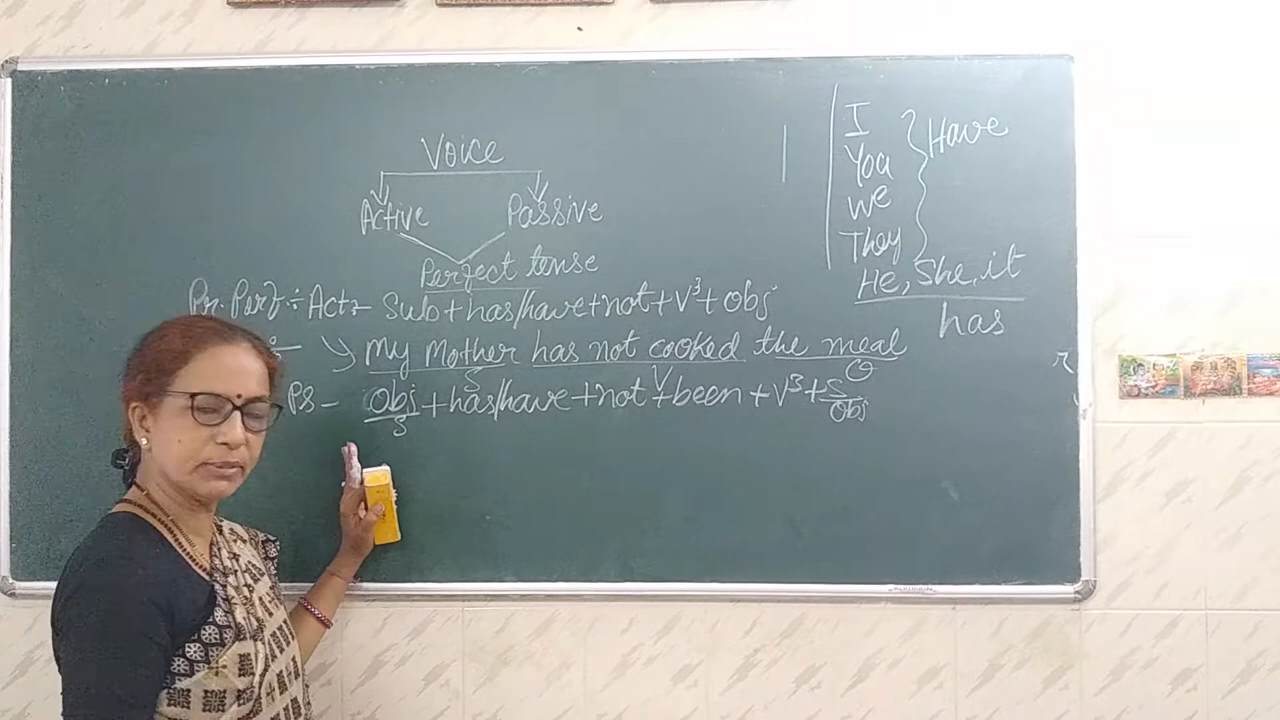 Voice
Active Passive
Perfect tense
Pr. Perf ÷ Act:- Sub + has/have + not + V³ + Obj
My Mother has not cooked the meal
S V O
Ps - Obj + has/have + not + been + V³ + S
S Obj
I
You
We
They
Have
He, She, it
has